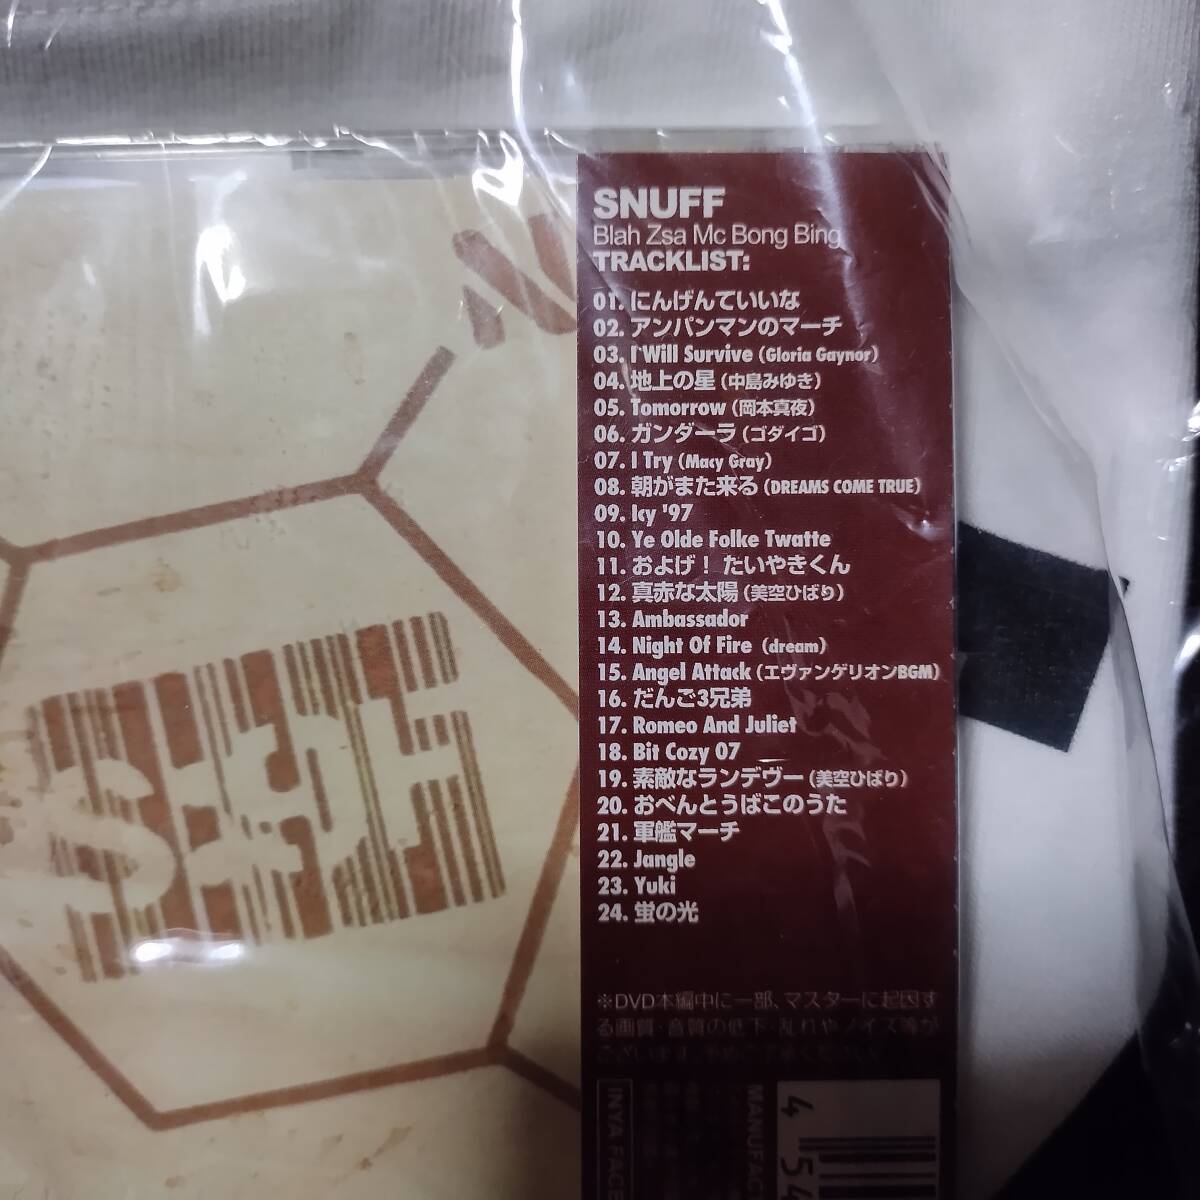 SNUFF
Blah Zsa Mc Bong Bing
TRACKLIST:
01. にんげんていいな
02. アンパンマンのマーチ
03. I Will Survive (Gloria Gaynor)
04. 地上の星 (中島みゆき)
05. Tomorrow (岡本真夜)
06. ガンダーラ (ゴダイゴ)
07. I Try (Macy Gray)
08. 朝がまた来る (DREAMS COME TRUE)
09. Icy '97
10. Ye Olde Folke Twatte
11. およげ！たいやきくん
12. 真赤な太陽 (美空ひばり)
13. Ambassador
14. Night Of Fire (dream)
15. Angel Attack (エヴァンゲリオンBGM)
16. だんご3兄弟
17. Romeo And Juliet
18. Bit Cozy 07
19. 素敵なランデヴー (美空ひばり)
20. おべんとうばこのうた
21. 軍艦マーチ
22. Jangle
23. Yuki
24. 蛍の光
※DVD本編中に一部、マスターに起因す
る画質・音質の低下・乱れやノイズ等が
ございます。
INYA FACE
MANUFAC
4 54